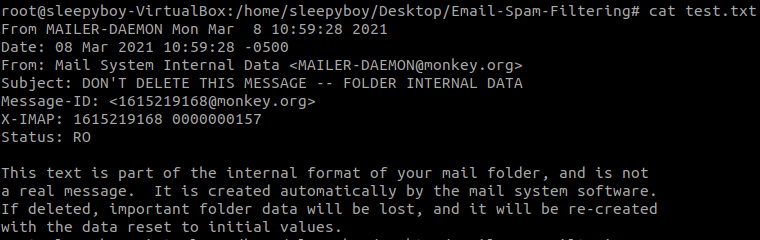 root@sleepyboy-VirtualBox:/home/sleepyboy/Desktop/Email-Spam-Filtering# cat test.txt
From MAILER-DAEMON Mon Mar  8 10:59:28 2021
Date: 08 Mar 2021 10:59:28 -0500
From: Mail System Internal Data <MAILER-DAEMON@monkey.org>
Subject: DON'T DELETE THIS MESSAGE -- FOLDER INTERNAL DATA
Message-ID: <1615219168@monkey.org>
X-IMAP: 1615219168 0000000157
Status: RO

This text is part of the internal format of your mail folder, and is not
a real message.  It is created automatically by the mail system software.
If deleted, important folder data will be lost, and it will be re-created
with the data reset to initial values.